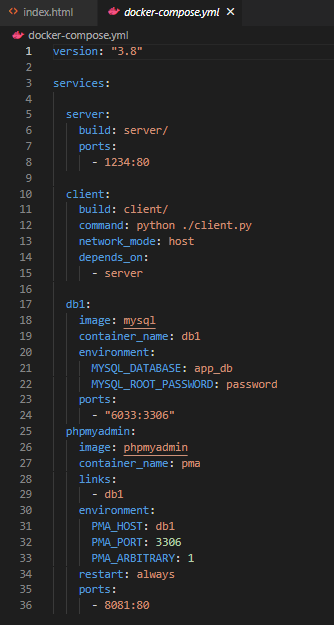 index.html docker-compose.yml
docker-compose.yml
1 version: "3.8"
2
3 services:
4
5   server:
6     build: server/
7     ports:
8       - 1234:80
9
10   client:
11     build: client/
12     command: python ./client.py
13     network_mode: host
14     depends_on:
15       - server
16
17   db1:
18     image: mysql
19     container_name: db1
20     environment:
21       MYSQL_DATABASE: app_db
22       MYSQL_ROOT_PASSWORD: password
23     ports:
24       - "6033:3306"
25   phpmyadmin:
26     image: phpmyadmin
27     container_name: pma
28     links:
29       - db1
30     environment:
31       PMA_HOST: db1
32       PMA_PORT: 3306
33       PMA_ARBITRARY: 1
34     restart: always
35     ports:
36       - 8081:80